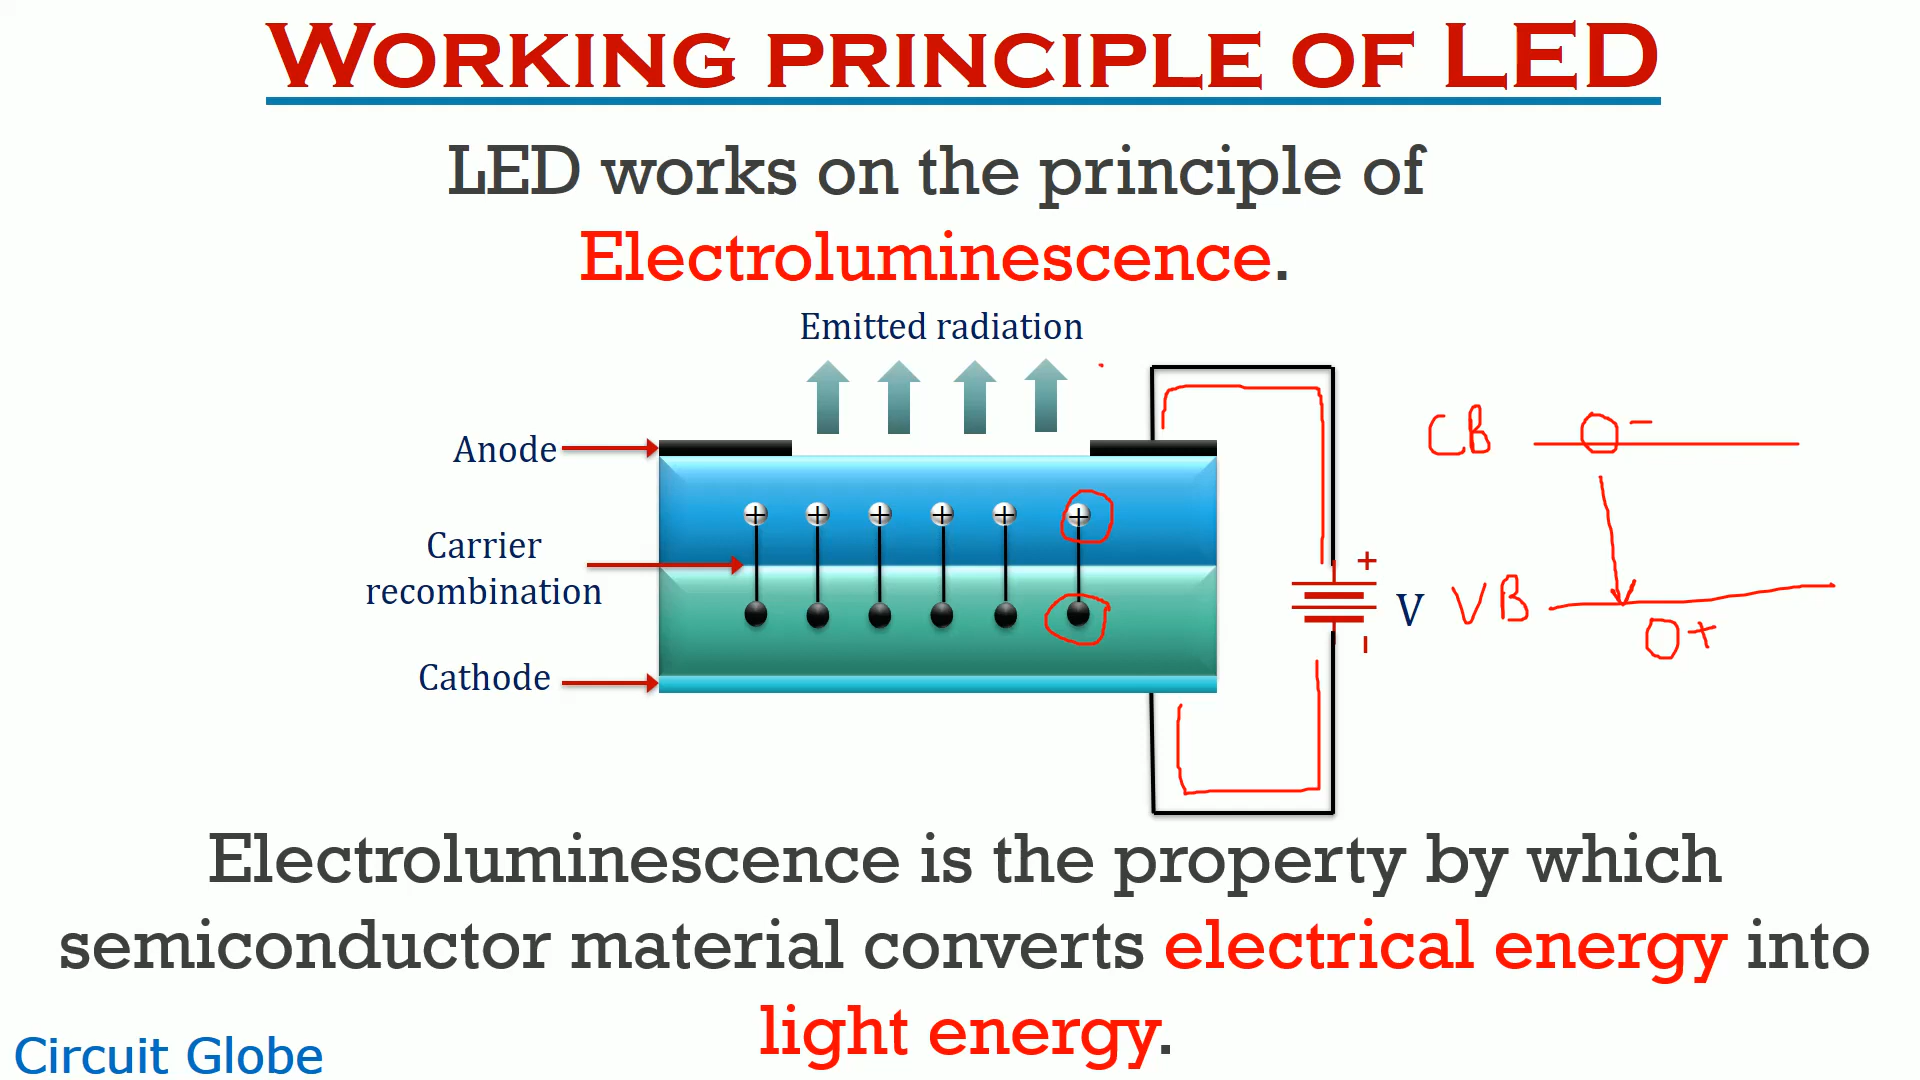 WORKING PRINCIPLE OF LED
LED works on the principle of
Electroluminescence.
Emitted radiation
Anode
Carrier
recombination
Cathode
+
V
-
CB
O-
VB
O+
Electroluminescence is the property by which
semiconductor material converts electrical energy into
light energy.
Circuit Globe